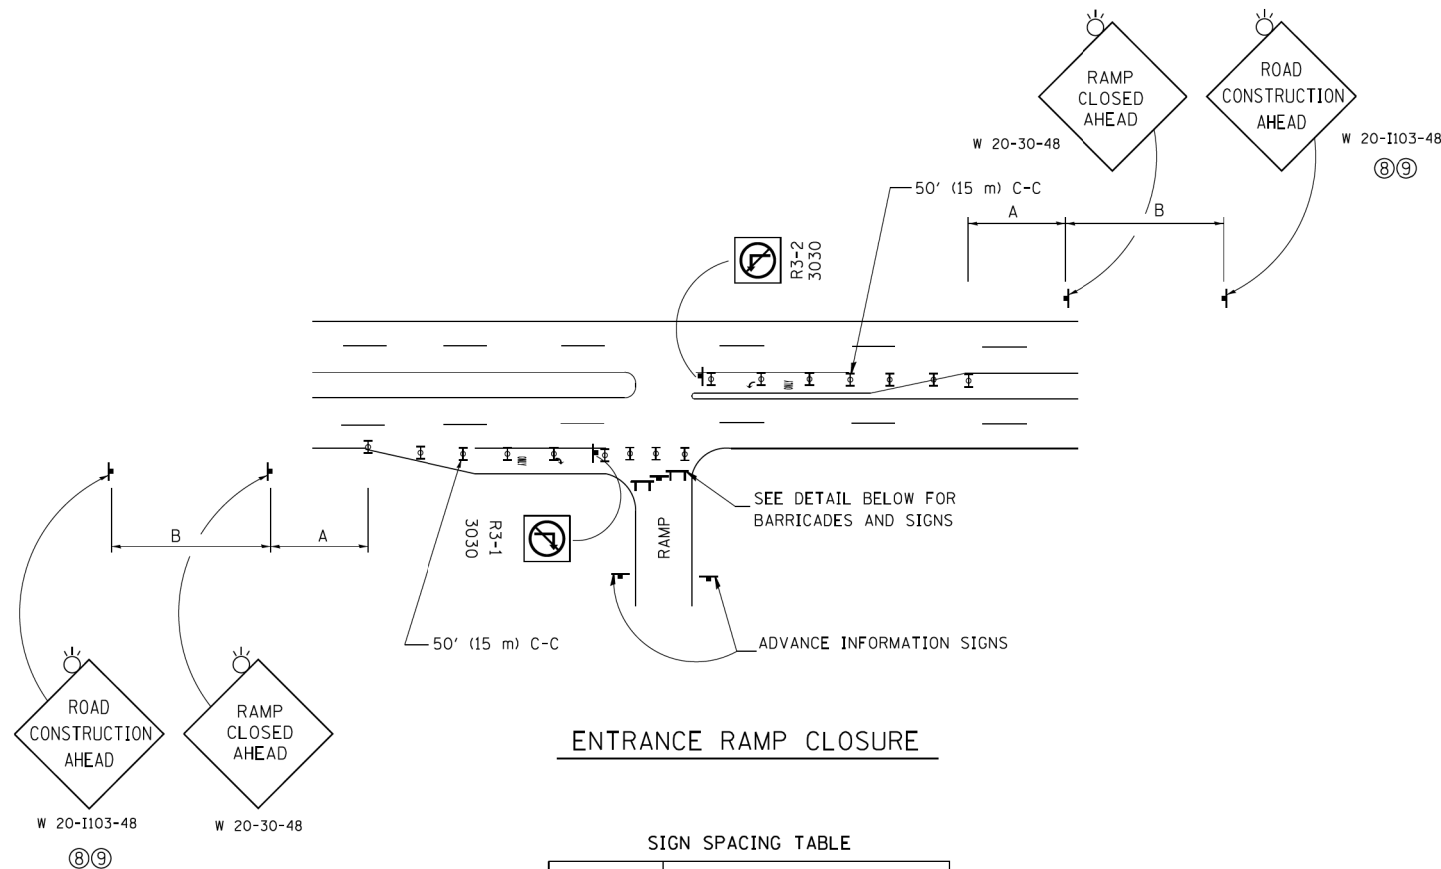 RAMP
CLOSED
AHEAD
W 20-30-48
ROAD
CONSTRUCTION
AHEAD
W 20-I103-48
⑧⑨
50' (15 m) C-C
A
B
R3-2
3030
SEE DETAIL BELOW FOR
BARRICADES AND SIGNS
RAMP
B
A
R3-1
3030
50' (15 m) C-C
ADVANCE INFORMATION SIGNS
ROAD
CONSTRUCTION
AHEAD
W 20-I103-48
⑧⑨
RAMP
CLOSED
AHEAD
W 20-30-48
ENTRANCE RAMP CLOSURE
SIGN SPACING TABLE